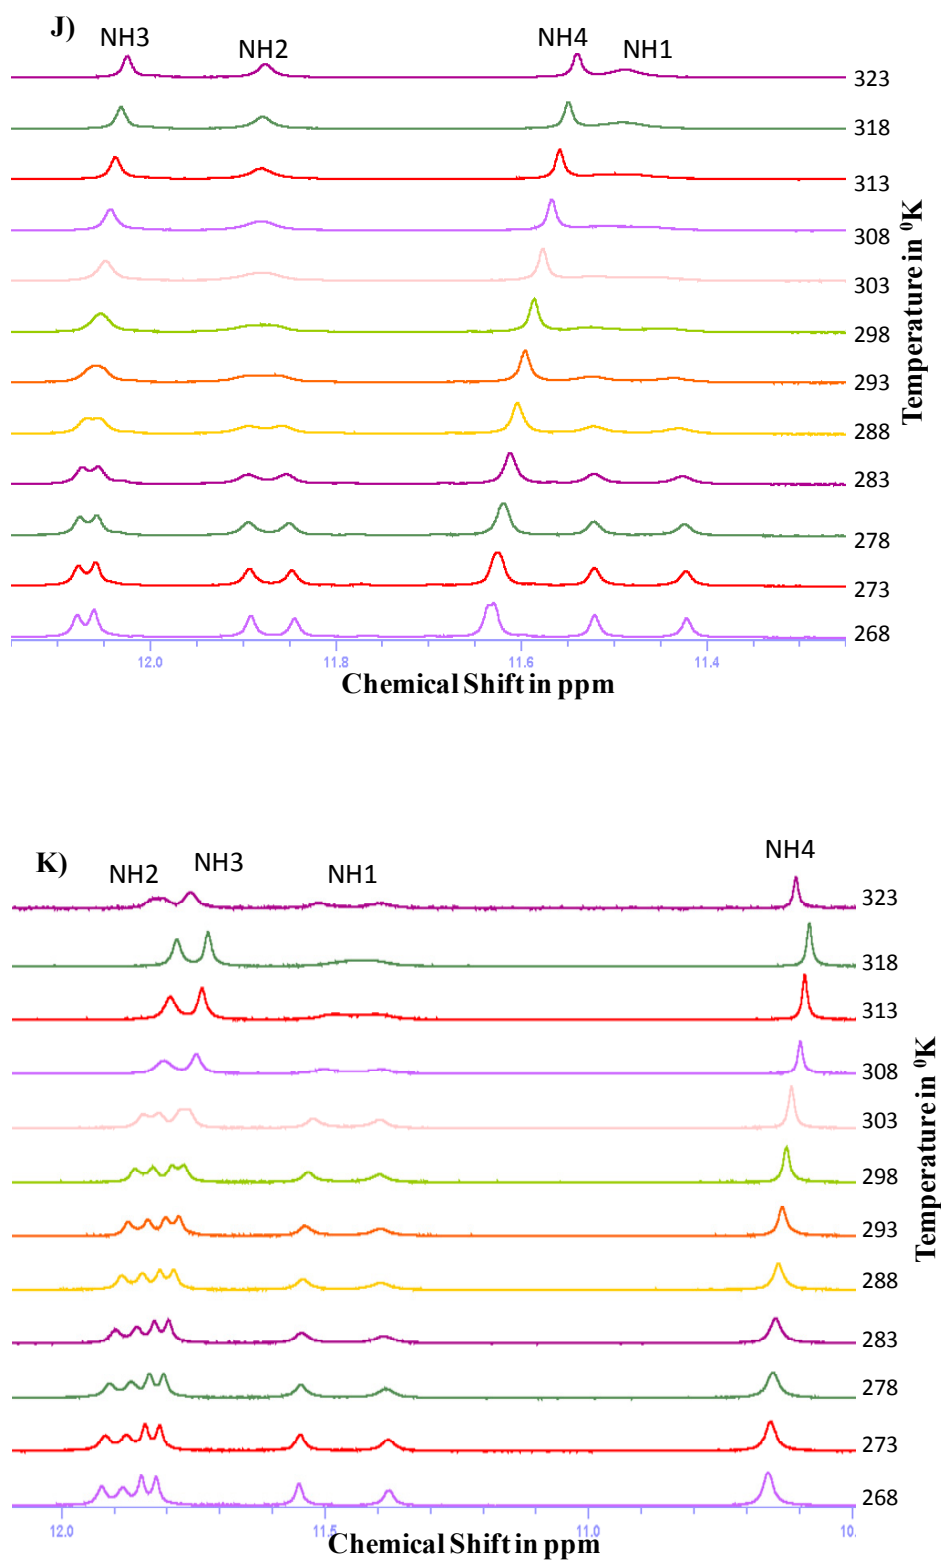 J)
NH3
NH2
NH4
NH1
323
318
313
308
303
298
293
288
283
278
273
268
Temperature in ⁰K
12.0
11.8
11.6
11.4
Chemical Shift in ppm
K)
NH2
NH3
NH1
NH4
323
318
313
308
303
298
293
288
283
278
273
268
Temperature in ⁰K
12.0
11.5
11.0
10.
Chemical Shift in ppm